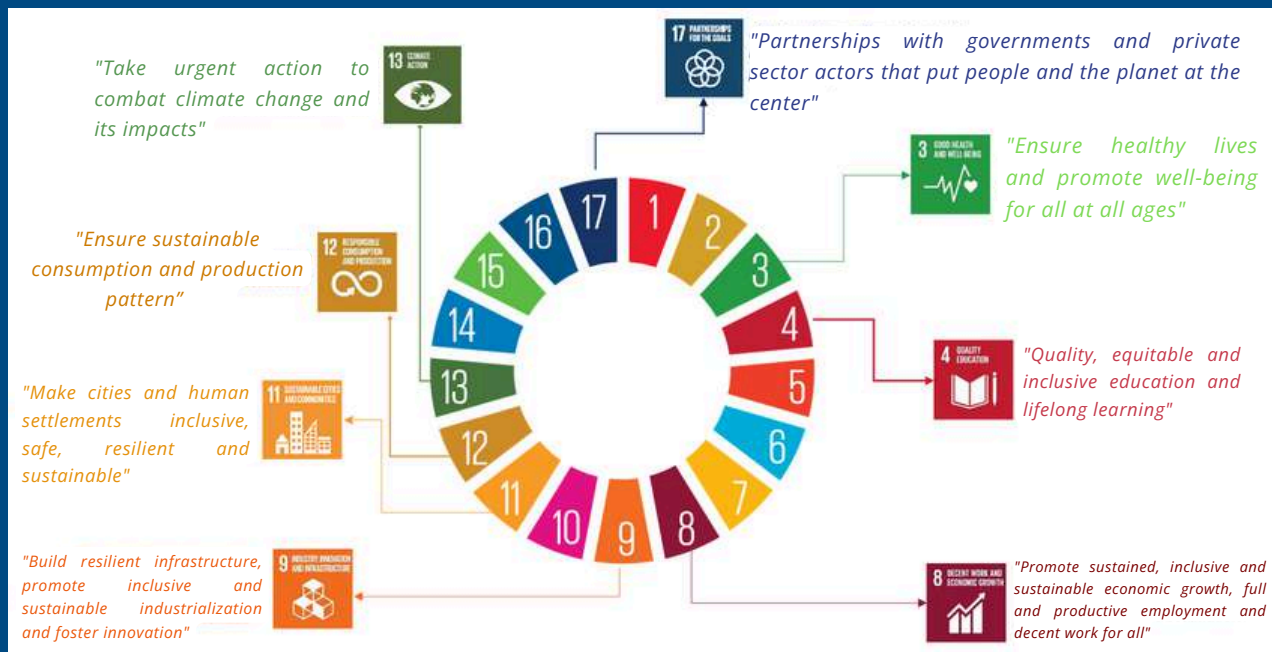 13 CLIMATE
ACTION
"Take urgent action to
combat climate change and
its impacts"
17 PARTNERSHIPS
FOR THE GOALS
"Partnerships with governments and private
sector actors that put people and the planet at the
center"
3 GOOD HEALTH
AND WELL-BEING
"Ensure healthy lives
and promote well-being
for all at all ages"
12 RESPONSIBLE
CONSUMPTION
AND PRODUCTION
"Ensure sustainable
consumption and production
pattern”
4 QUALITY
EDUCATION
"Quality, equitable and
inclusive education and
lifelong learning"
11 SUSTAINABLE CITIES
AND COMMUNITIES
"Make cities and human
settlements inclusive,
safe, resilient and
sustainable"
9 INDUSTRY, INNOVATION
AND INFRASTRUCTURE
"Build resilient infrastructure,
promote inclusive and
sustainable industrialization
and foster innovation"
8 DECENT WORK AND
ECONOMIC GROWTH
"Promote sustained, inclusive and
sustainable economic growth, full
and productive employment and
decent work for all"
1
2
3
4
5
6
7
8
9
10
11
12
13
14
15
16
17